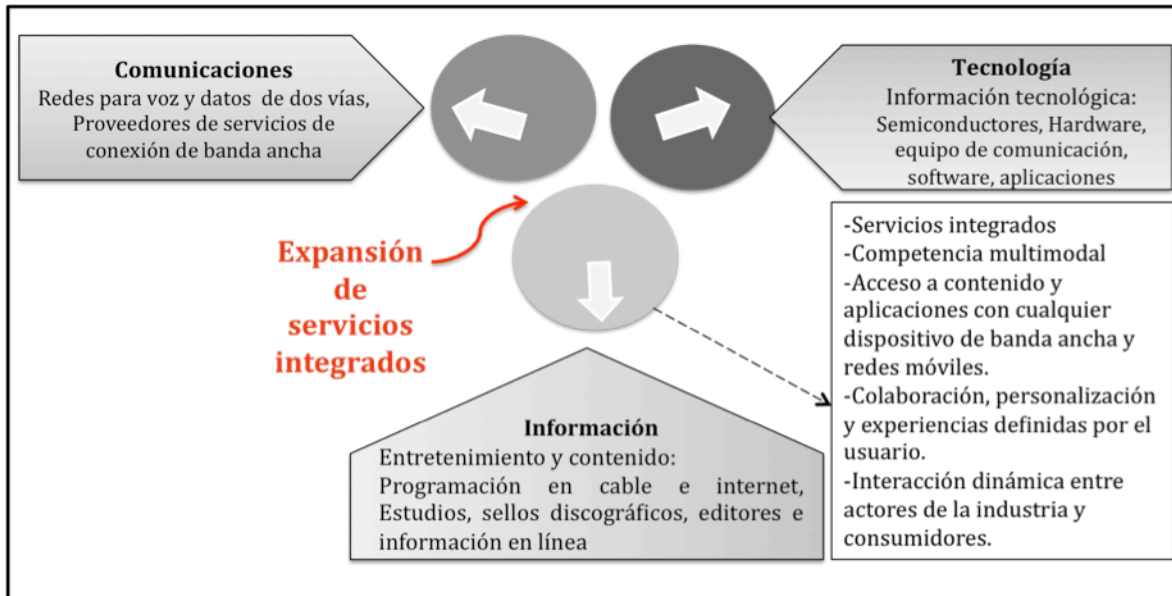 Comunicaciones
Redes para voz y datos de dos vías,
Proveedores de servicios de
conexión de banda ancha
Tecnología
Información tecnológica:
Semiconductores, Hardware,
equipo de comunicación,
software, aplicaciones
Expansión
de
servicios
integrados
-Servicios integrados
-Competencia multimodal
-Acceso a contenido y
aplicaciones con cualquier
dispositivo de banda ancha y
redes móviles.
-Colaboración, personalización
y experiencias definidas por el
usuario.
-Interacción dinámica entre
actores de la industria y
consumidores.
Información
Entretenimiento y contenido:
Programación en cable e internet,
Estudios, sellos discográficos, editores e
información en línea